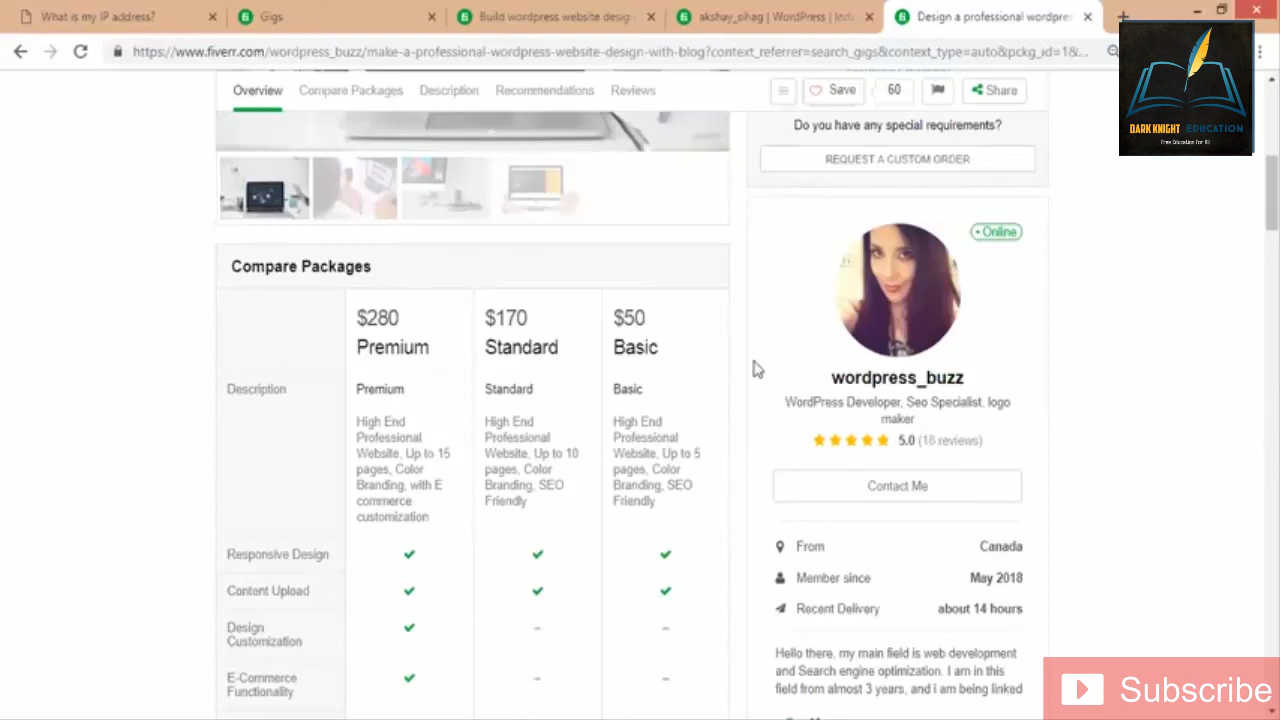 What is my IP address?
Gigs
Build wordpress website design
akshay_sihag | WordPress | Ind
Design a professional wordpre
https://www.fiverr.com/wordpress_buzz/make-a-professional-wordpress-website-design-with-blog?context_referrer=search_gigs&context_type=auto&pckg_id=1&...
DARK KNIGHT EDUCATION
Free Education For All
Overview
Compare Packages
Description
Recommendations
Reviews
Save
60
Share
Do you have any special requirements?
REQUEST A CUSTOM ORDER
Online
Compare Packages
$280
$170
$50
Premium
Standard
Basic
wordpress_buzz
Description
Premium
Standard
Basic
WordPress Developer, Seo Specialist, logo
maker
High End
Professional
Website, Up to 15
pages, Color
Branding, with E
commerce
customization
High End
Professional
Website, Up to 10
pages, Color
Branding, SEO
Friendly
High End
Professional
Website, Up to 5
pages, Color
Branding, SEO
Friendly
5.0 (18 reviews)
Contact Me
Responsive Design
From
Canada
Content Upload
Member since
May 2018
Design
Customization
Recent Delivery
about 14 hours
E-Commerce
Functionality
Hello there, my main field is web development
and Search engine optimization. I am in this
field from almost 3 years, and i am being linked
Subscribe